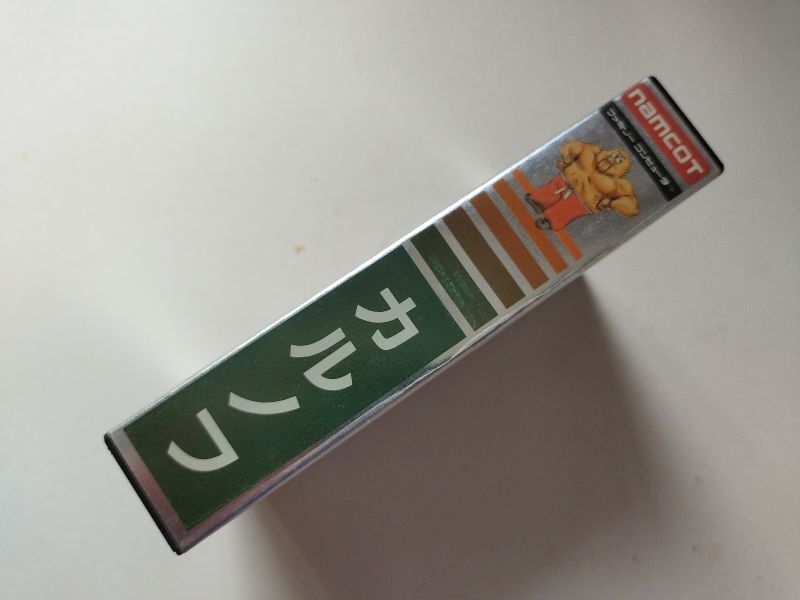 namcot
ファミリー コンピュータ
カルノフ